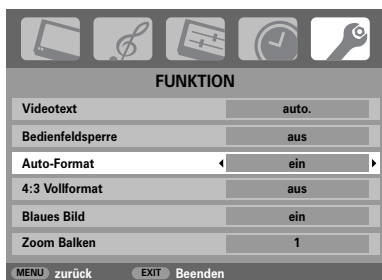 FUNKTION
Videotext auto.
Bedienfeldsperre aus
Auto-Format ein
4:3 Vollformat aus
Blaues Bild ein
Zoom Balken 1
MENU zurück EXIT Beenden